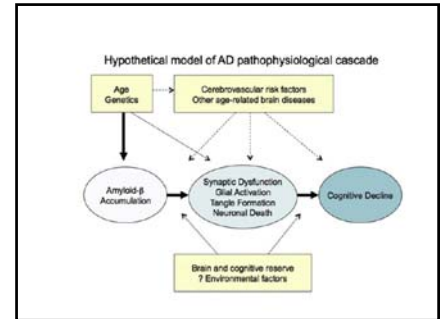 Hypothetical model of AD pathophysiological cascade
Age
Genetics
Cerebrovascular risk factors
Other age-related brain diseases
Amyloid-β
Accumulation
Synaptic Dysfunction
Glial Activation
Tangle Formation
Neuronal Death
Cognitive Decline
Brain and cognitive reserve
? Environmental factors